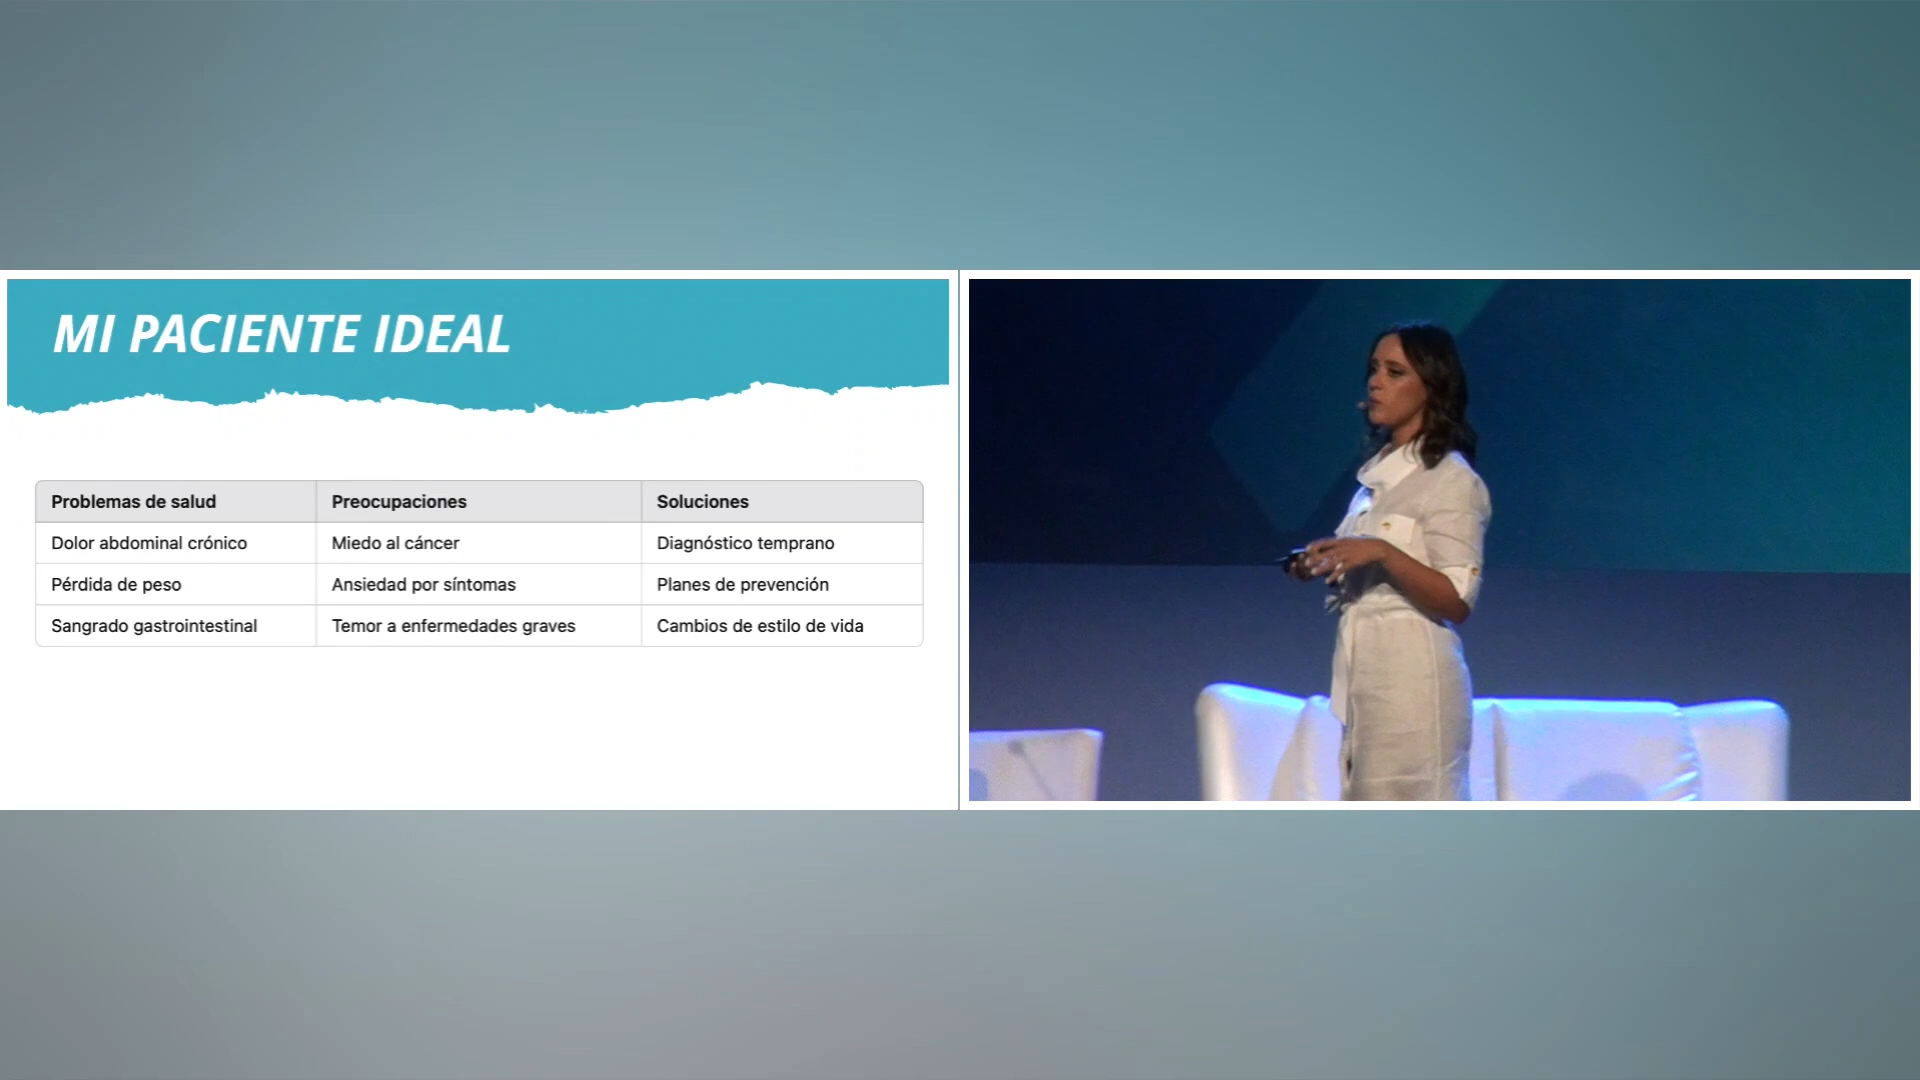 MI PACIENTE IDEAL
Problemas de salud Preocupaciones Soluciones
Dolor abdominal crónico Miedo al cáncer Diagnóstico temprano
Pérdida de peso Ansiedad por síntomas Planes de prevención
Sangrado gastrointestinal Temor a enfermedades graves Cambios de estilo de vida